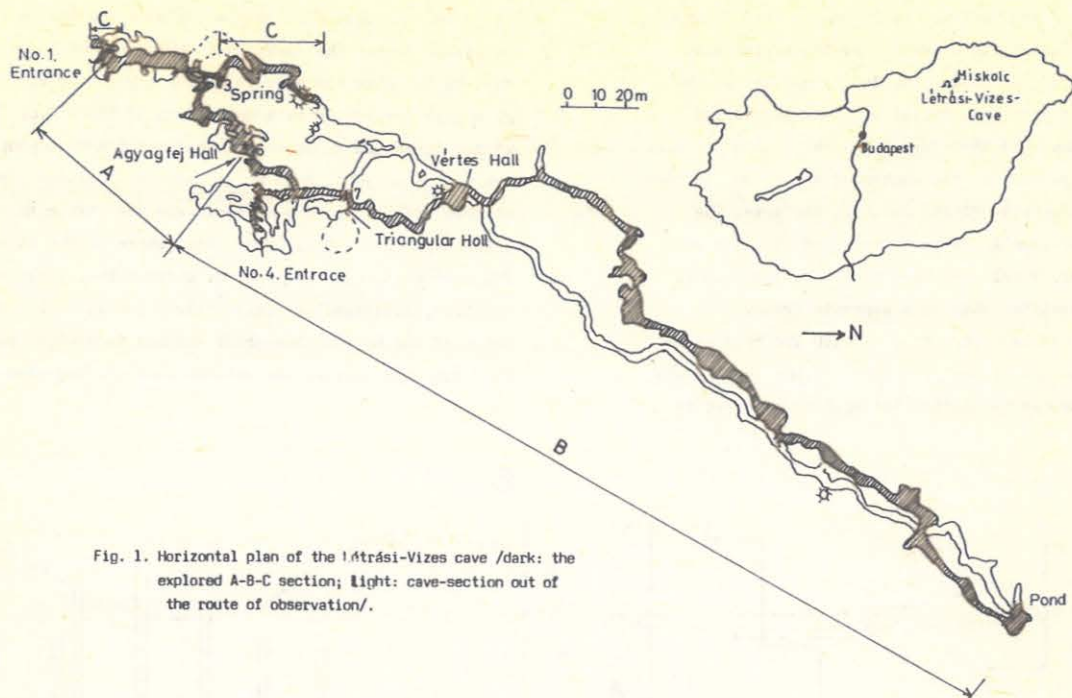 C
C
No.1.
Entrance
3
Spring
0 10 20m
Miskolc
Létrási-Vizes-
Cave
Budapest
Agyagfej Hall
6
Vértes Hall
A
7
Triangular Holl
No.4. Entrace
N
B
Fig. 1. Horizontal plan of the Létrási-Vizes cave /dark: the
explored A-B-C section; light: cave-section out of
the route of observation/.
Pond